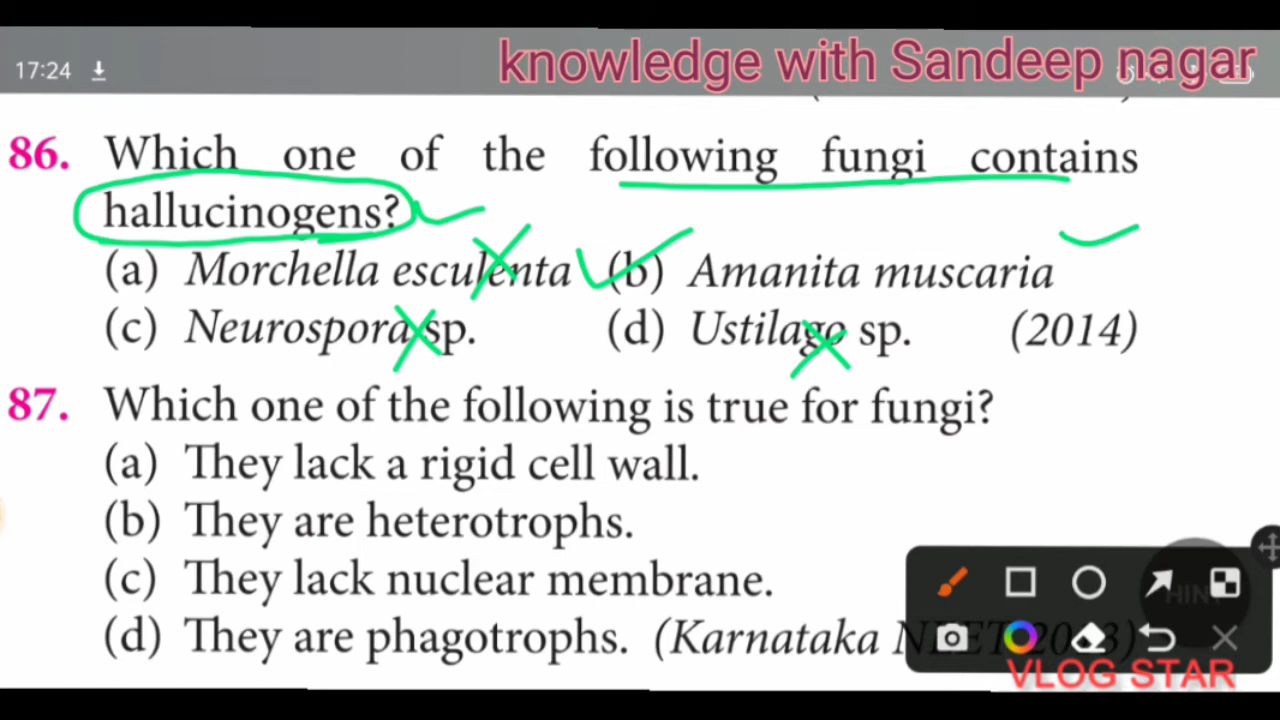 knowledge with Sandeep nagar
17:24
86. Which one of the following fungi contains
hallucinogens?
(a) Morchella esculenta (b) Amanita muscaria
(c) Neurospora sp. (d) Ustilago sp. (2014)
87. Which one of the following is true for fungi?
(a) They lack a rigid cell wall.
(b) They are heterotrophs.
(c) They lack nuclear membrane.
(d) They are phagotrophs. (Karnataka NEET 2013)
VLOG STAR